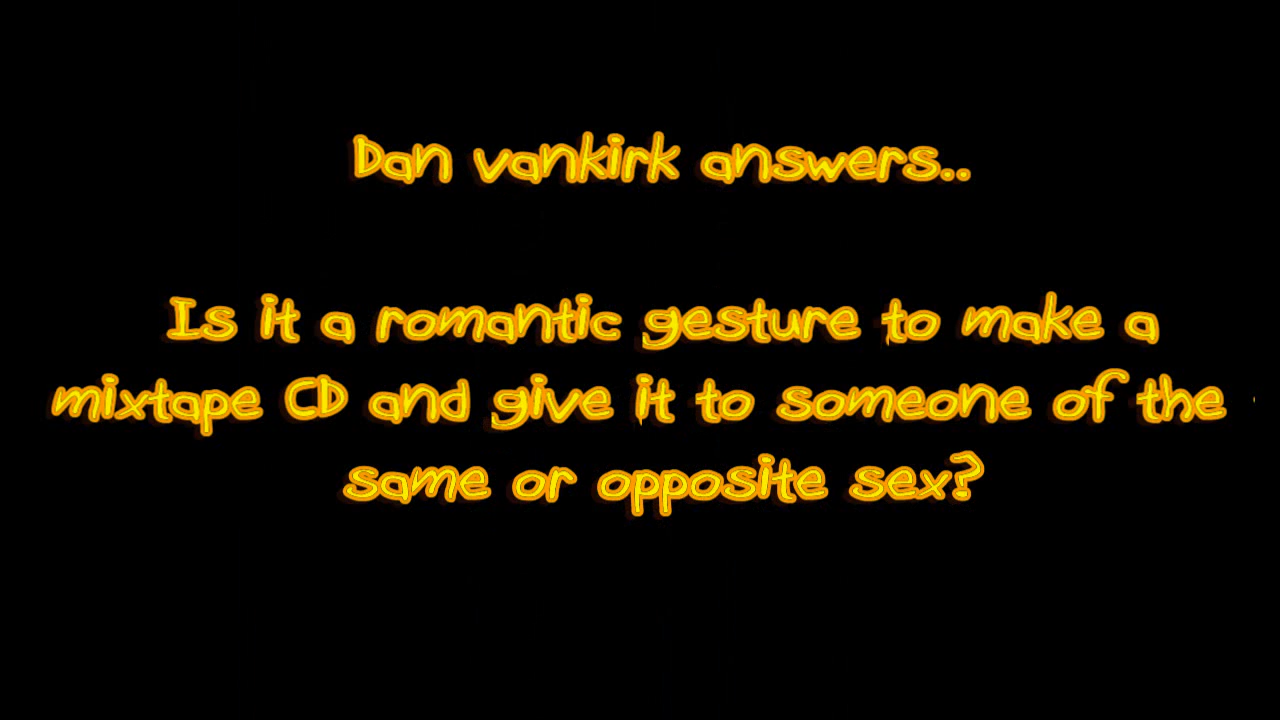 Dan vankirk answers..
Is it a romantic gesture to make a
mixtape CD and give it to someone of the
same or opposite sex?